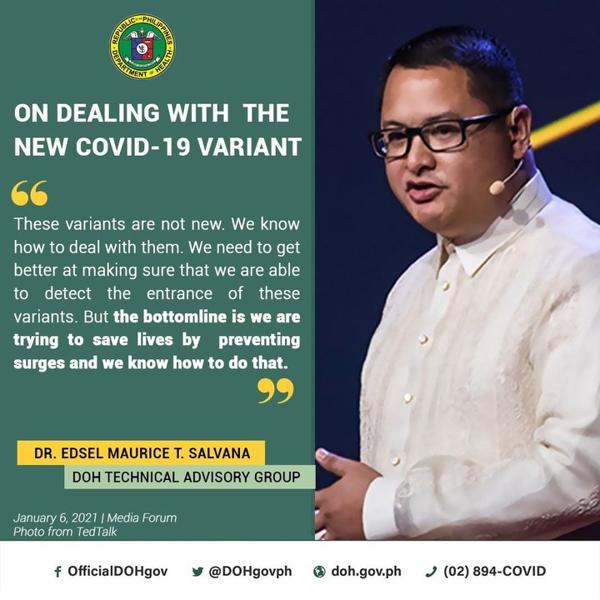 REPUBLIC OF THE PHILIPPINES
DEPARTMENT OF HEALTH
ON DEALING WITH THE
NEW COVID-19 VARIANT
“
These variants are not new. We know
how to deal with them. We need to get
better at making sure that we are able
to detect the entrance of these
variants. But the bottomline is we are
trying to save lives by preventing
surges and we know how to do that.
”
DR. EDSEL MAURICE T. SALVANA
DOH TECHNICAL ADVISORY GROUP
January 6, 2021 | Media Forum
Photo from TedTalk
OfficialDOHgov @DOHgovph doh.gov.ph (02) 894-COVID